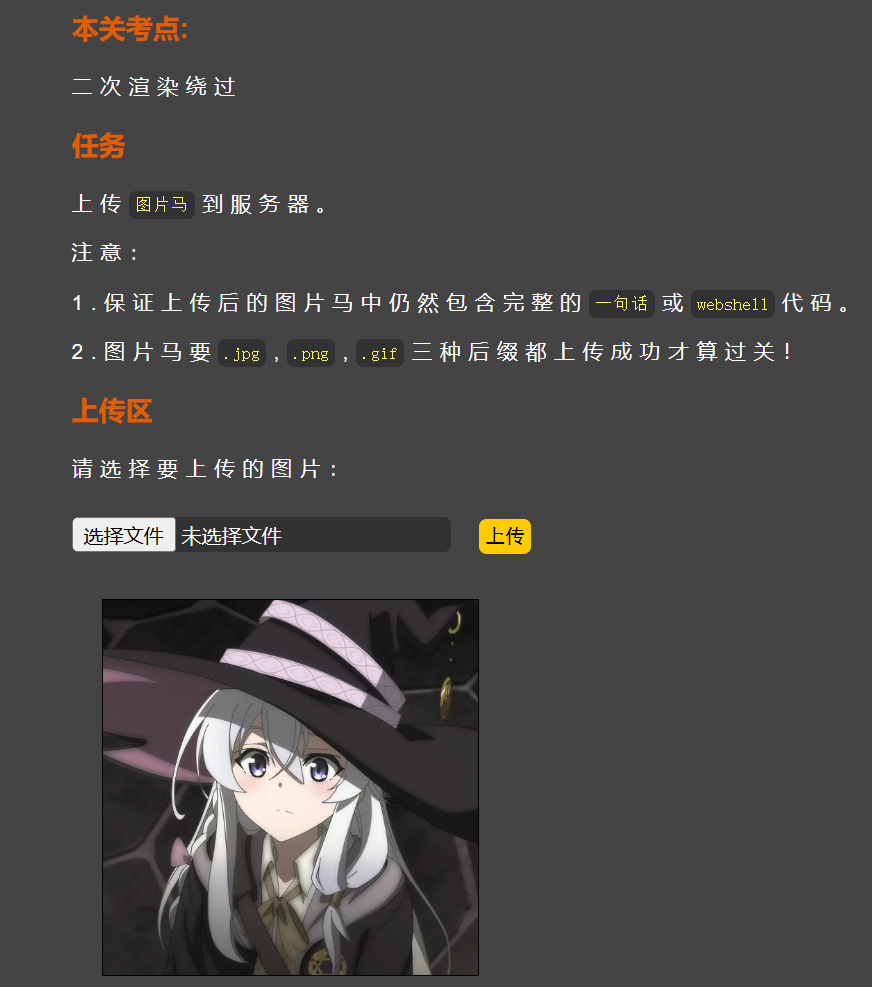 本关考点:
二次渲染绕过
任务
上传 图片马 到服务器。
注意：
1.保证上传后的图片马中仍然包含完整的 一句话 或 webshell 代码。
2.图片马要 .jpg , .png , .gif 三种后缀都上传成功才算过关！
上传区
请选择要上传的图片：
选择文件 未选择文件 上传